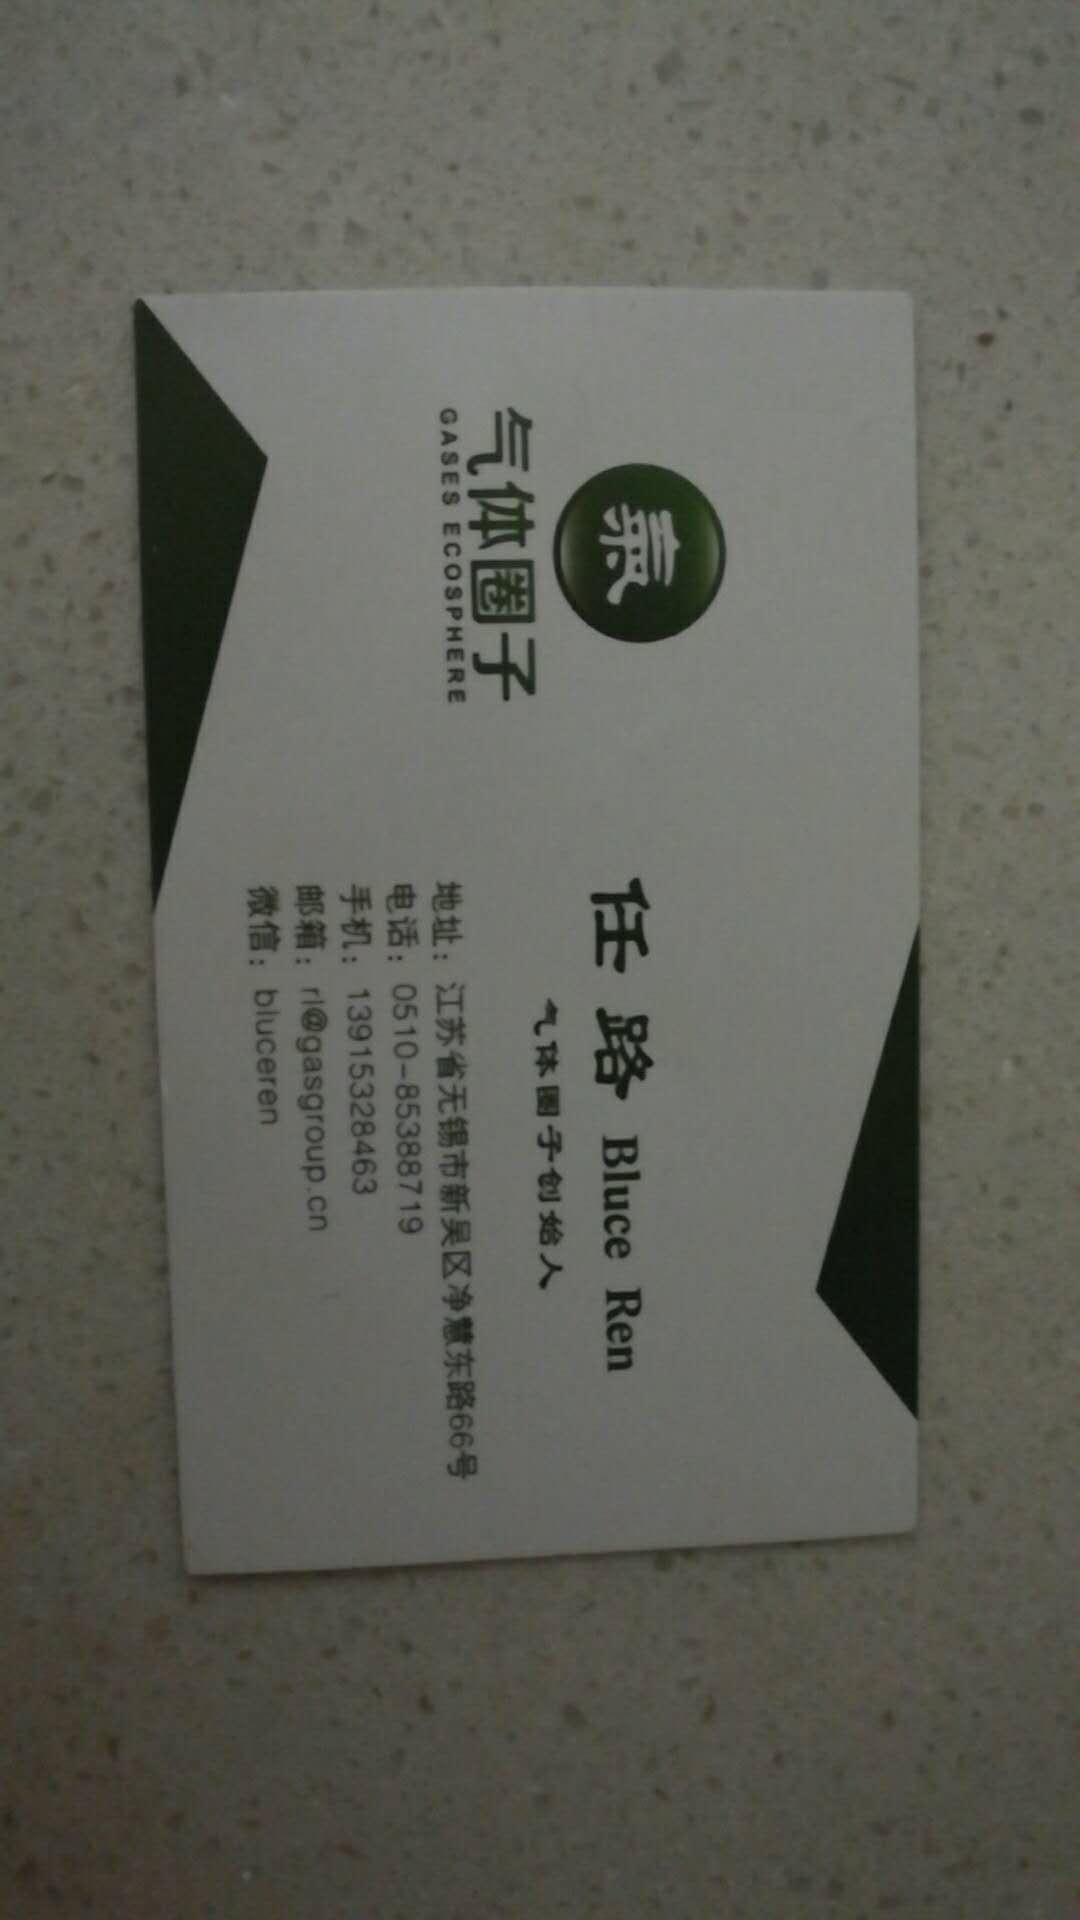 氣
气体圈子
GASES ECOSPHERE
任 路 Bluce Ren
气体圈子创始人
地址：江苏省无锡市新吴区净慧东路66号
电话：0510-85388719
手机：13915328463
邮箱：rl@gasgroup.cn
微信：bluceren